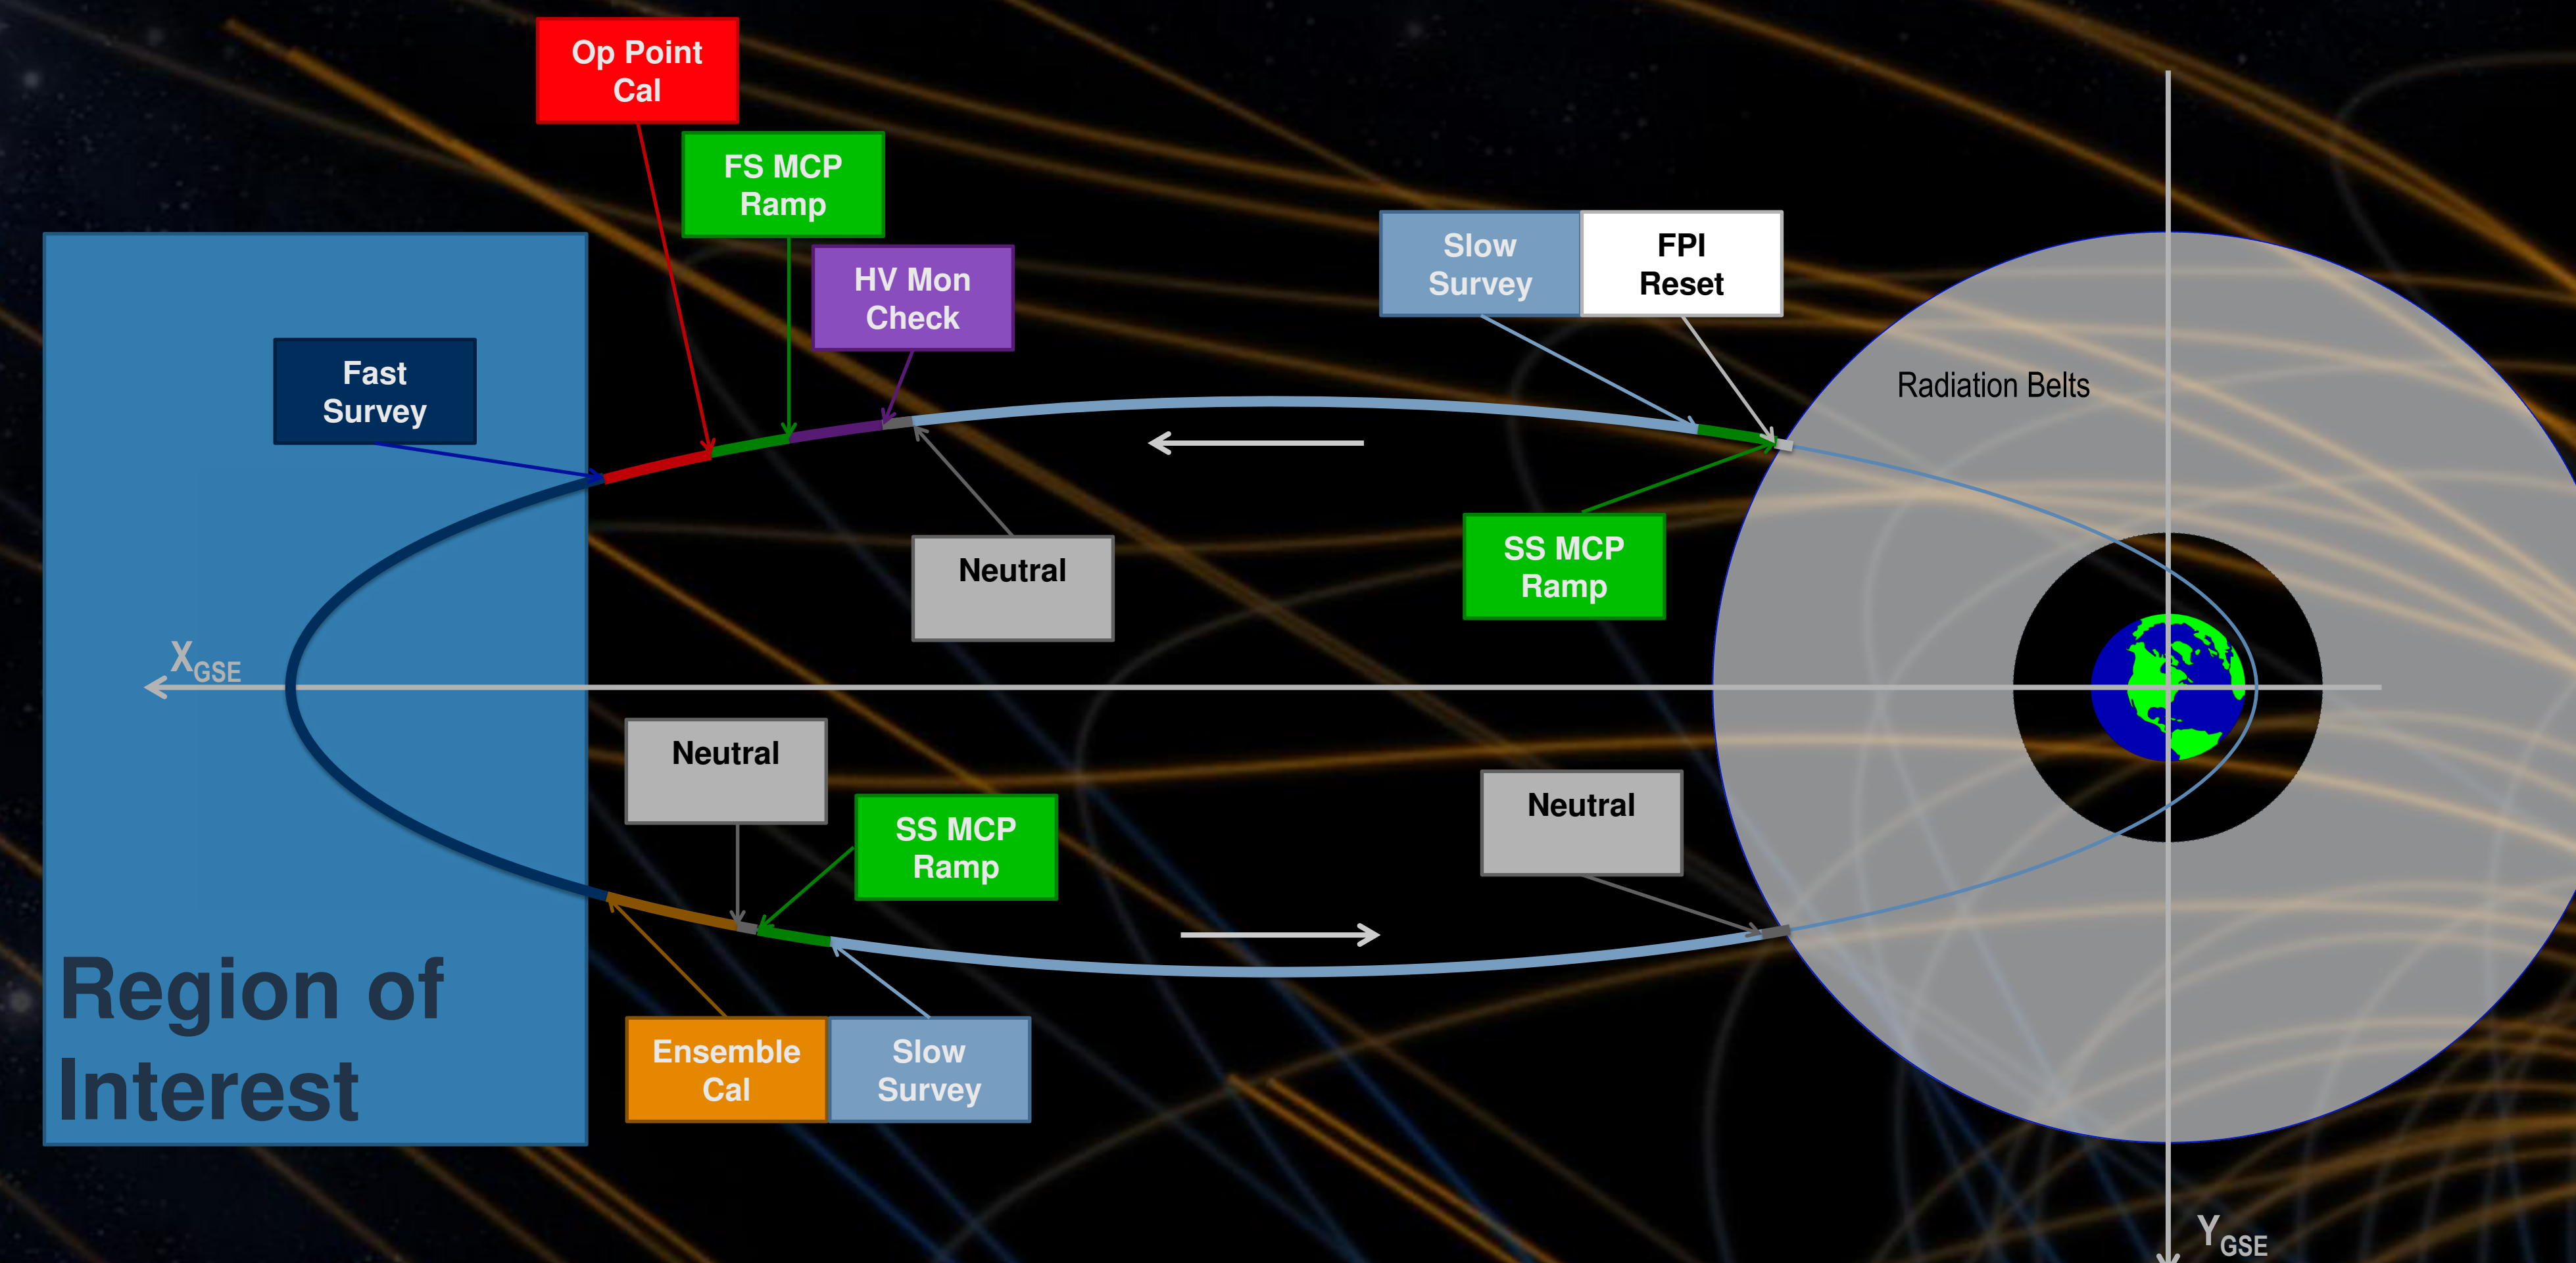 Op Point
Cal
FS MCP
Ramp
HV Mon
Check
Slow
Survey
FPI
Reset
Fast
Survey
Radiation Belts
Neutral
SS MCP
Ramp
XGSE
Neutral
SS MCP
Ramp
Neutral
Region of
Interest
Ensemble
Cal
Slow
Survey
YGSE